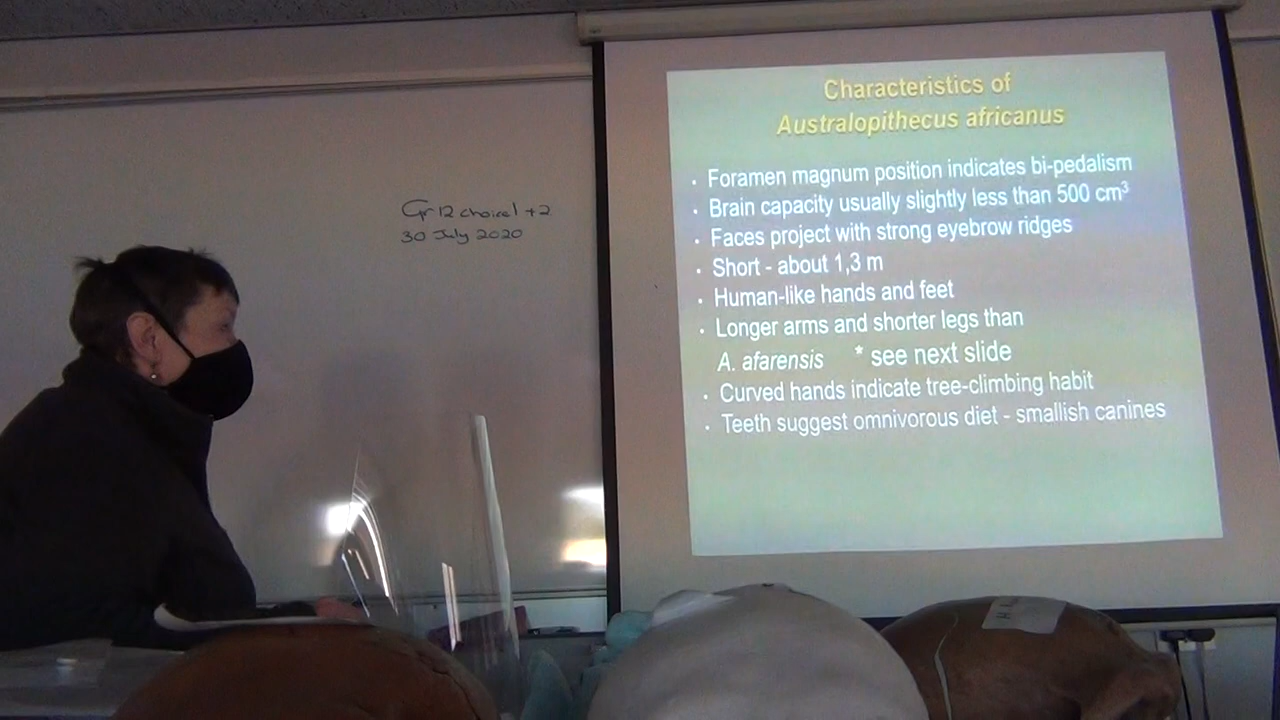 Gr 12 choice 1 + 2
30 July 2020
Characteristics of
Australopithecus africanus
• Foramen magnum position indicates bi-pedalism
• Brain capacity usually slightly less than 500 cm³
• Faces project with strong eyebrow ridges
• Short - about 1,3 m
• Human-like hands and feet
• Longer arms and shorter legs than
A. afarensis * see next slide
• Curved hands indicate tree-climbing habit
• Teeth suggest omnivorous diet - smallish canines